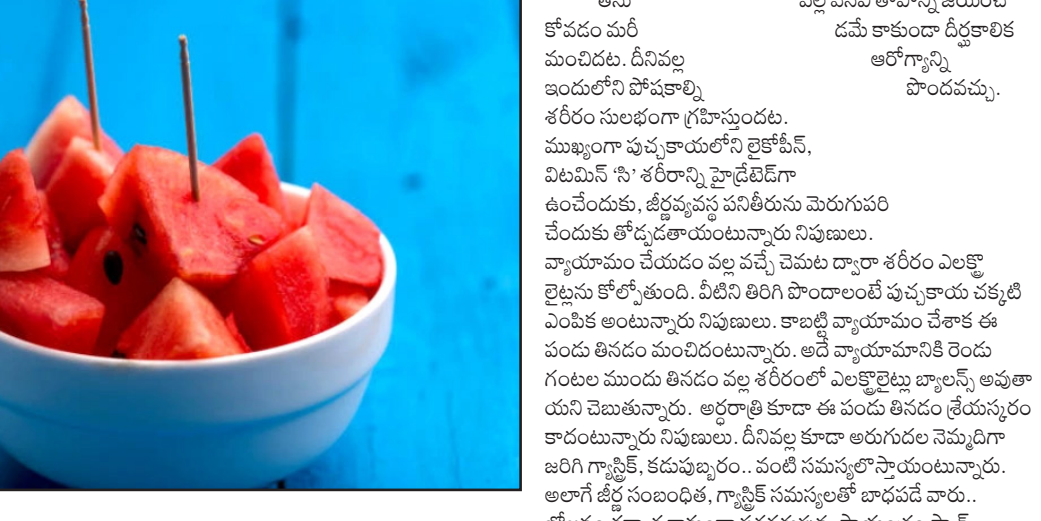 కోవడం మరీ డమే కాకుండా దీర్ఘకాలిక
మంచిదట. దీనివల్ల ఆరోగ్యాన్ని
ఇందులోని పోషకాల్ని పొందవచ్చు.
శరీరం సులభంగా గ్రహిస్తుందట.
ముఖ్యంగా పుచ్చకాయలోని లైకోపీన్,
విటమిన్ ‘సి’ శరీరాన్ని హైడ్రేటెడ్‌గా
ఉంచేందుకు, జీర్ణవ్యవస్థ పనితీరును మెరుగుపరి
చేందుకు తోడ్పడతాయంటున్నారు నిపుణులు.
వ్యాయామం చేయడం వల్ల వచ్చే చెమట ద్వారా శరీరం ఎలక్ట్రో
లైట్లను కోల్పోతుంది. వీటిని తిరిగి పొందాలంటే పుచ్చకాయ చక్కటి
ఎంపిక అంటున్నారు నిపుణులు. కాబట్టి వ్యాయామం చేశాక ఈ
పండు తినడం మంచిదంటున్నారు. అదే వ్యాయామానికి రెండు
గంటల ముందు తినడం వల్ల శరీరంలో ఎలక్ట్రొలైట్లు బ్యాలన్స్ అవుతా
యని చెబుతున్నారు. అర్ధరాత్రి కూడా ఈ పండు తినడం శ్రేయస్కరం
కాదంటున్నారు నిపుణులు. దీనివల్ల కూడా అరుగుదల నెమ్మదిగా
జరిగి గ్యాస్ట్రిక్, కడుపుబ్బరం.. వంటి సమస్యలొస్తాయంటున్నారు.
అలాగే జీర్ణ సంబంధిత, గ్యాస్ట్రిక్ సమస్యలతో బాధపడే వారు..